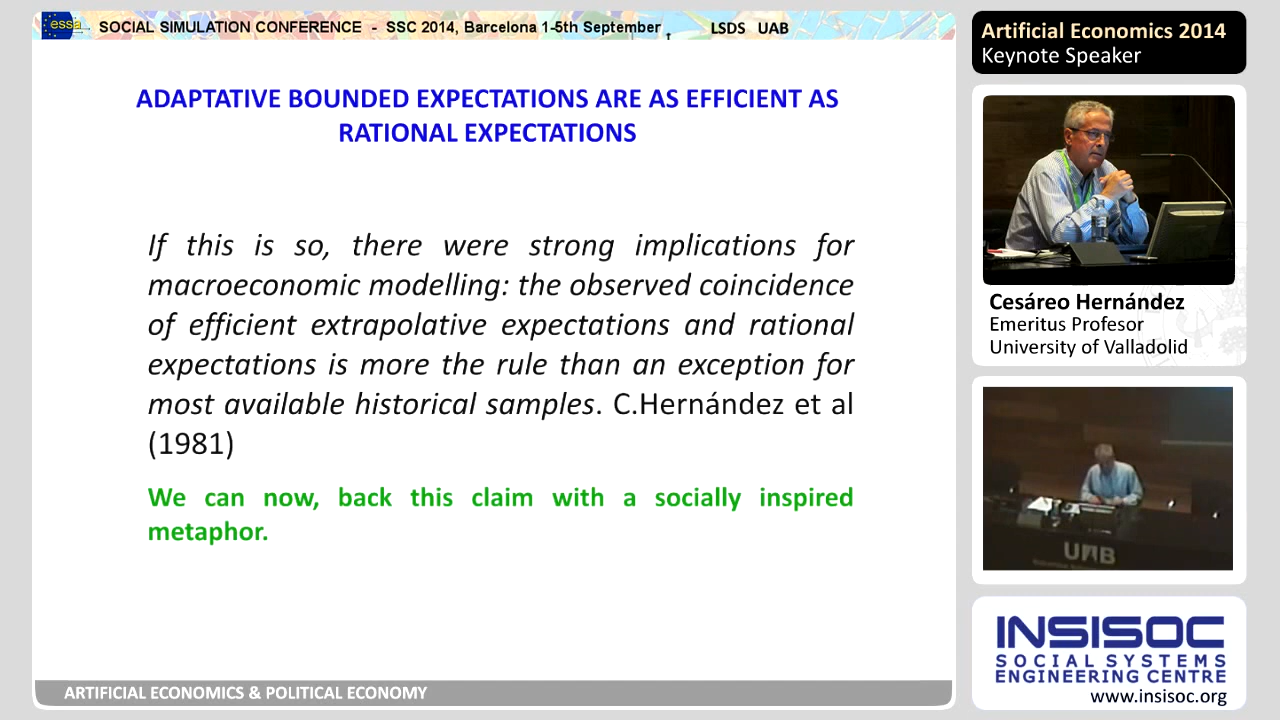 essa
SOCIAL SIMULATION CONFERENCE - SSC 2014, Barcelona 1-5th September , LSDS UAB
ADAPTATIVE BOUNDED EXPECTATIONS ARE AS EFFICIENT AS
RATIONAL EXPECTATIONS
If this is so, there were strong implications for
macroeconomic modelling: the observed coincidence
of efficient extrapolative expectations and rational
expectations is more the rule than an exception for
most available historical samples. C.Hernández et al
(1981)
We can now, back this claim with a socially inspired
metaphor.
ARTIFICIAL ECONOMICS & POLITICAL ECONOMY
Artificial Economics 2014
Keynote Speaker
Cesáreo Hernández
Emeritus Profesor
University of Valladolid
UAB
INSISOC
SOCIAL SYSTEMS
ENGINEERING CENTRE
www.insisoc.org